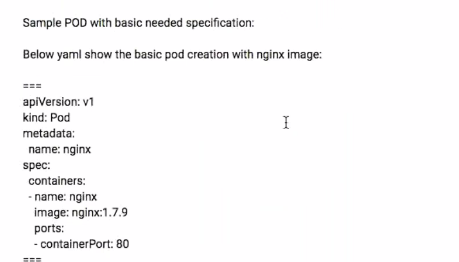 Sample POD with basic needed specification:
Below yaml show the basic pod creation with nginx image:
===
apiVersion: v1
kind: Pod
metadata:
  name: nginx
spec:
  containers:
  - name: nginx
    image: nginx:1.7.9
    ports:
    - containerPort: 80
===